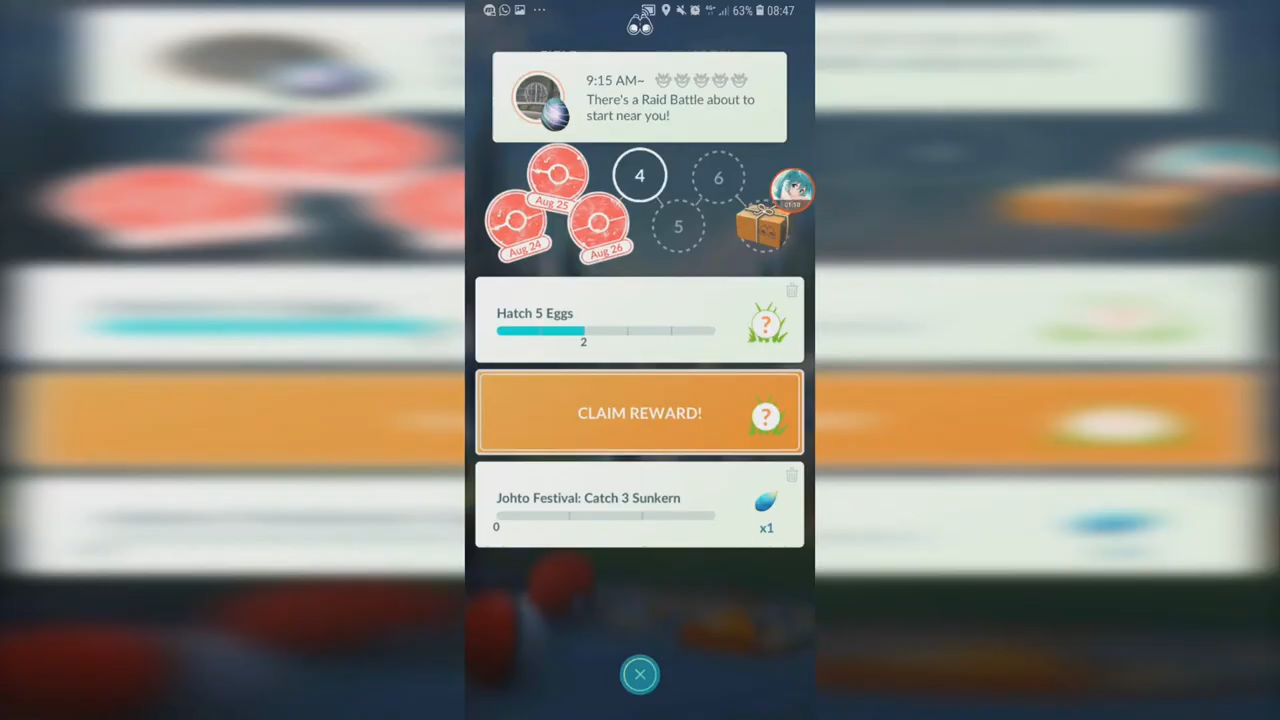 63% 08:47
9:15 AM~
There's a Raid Battle about to
start near you!
4
6
Aug 25
5
Aug 24
Aug 26
Hatch 5 Eggs
2
?
CLAIM REWARD!
?
Johto Festival: Catch 3 Sunkern
0
x1